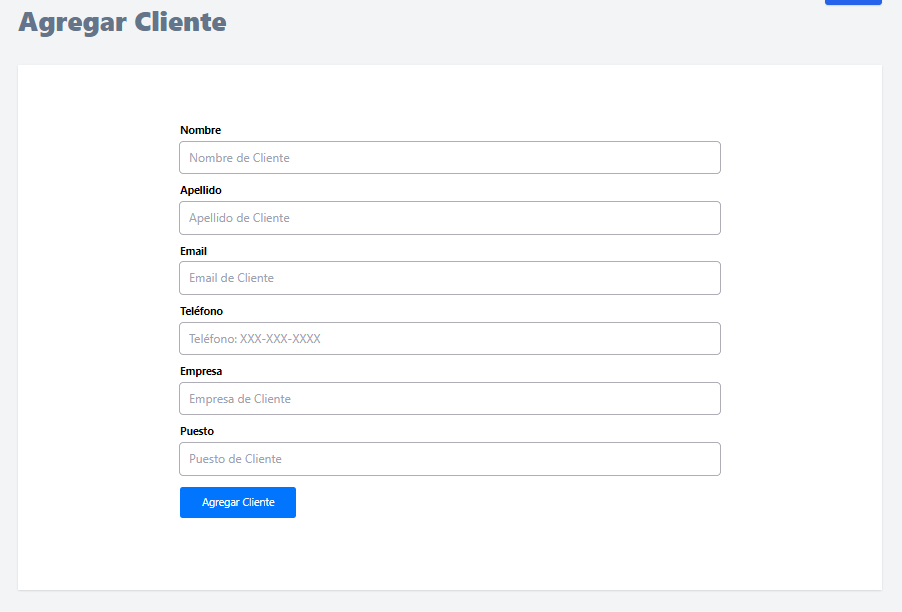 Agregar Cliente
Nombre
Nombre de Cliente
Apellido
Apellido de Cliente
Email
Email de Cliente
Teléfono
Teléfono: XXX-XXX-XXXX
Empresa
Empresa de Cliente
Puesto
Puesto de Cliente
Agregar Cliente